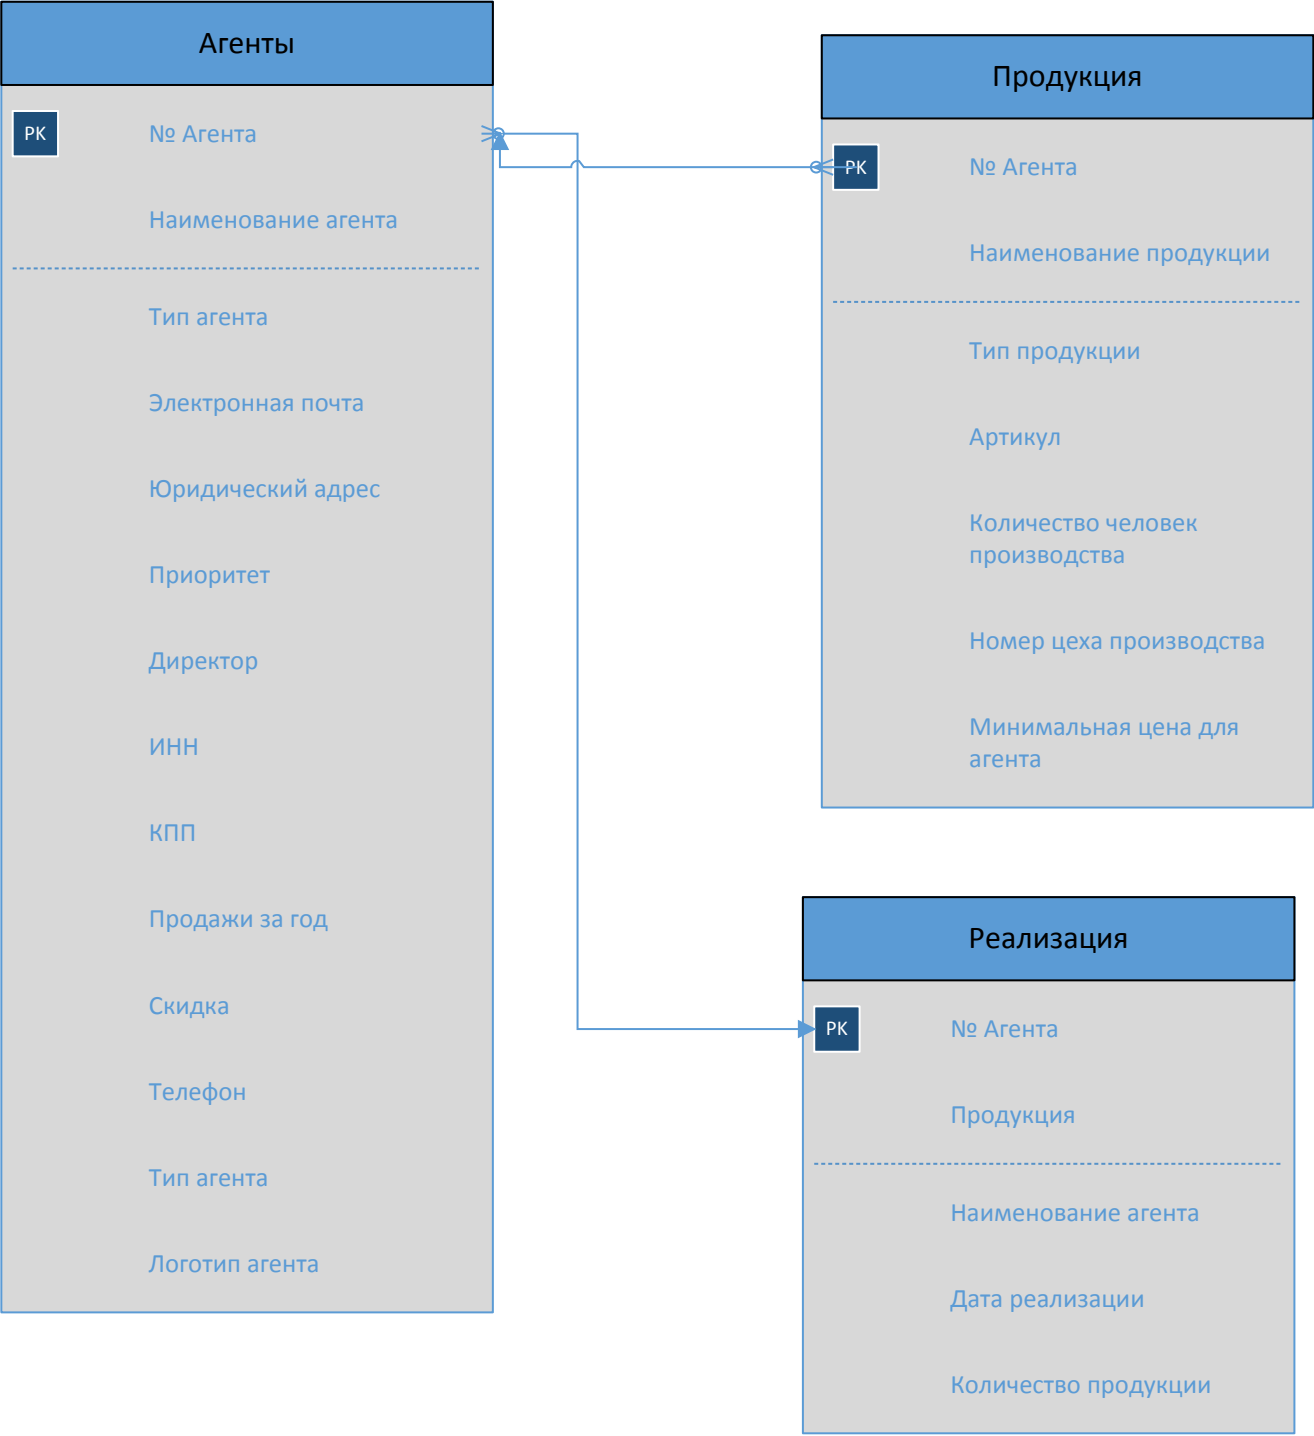 Агенты
PK
№ Агента
Наименование агента
Тип агента
Электронная почта
Юридический адрес
Приоритет
Директор
ИНН
КПП
Продажи за год
Скидка
Телефон
Тип агента
Логотип агента
Продукция
PK
№ Агента
Наименование продукции
Тип продукции
Артикул
Количество человек
производства
Номер цеха производства
Минимальная цена для
агента
Реализация
PK
№ Агента
Продукция
Наименование агента
Дата реализации
Количество продукции